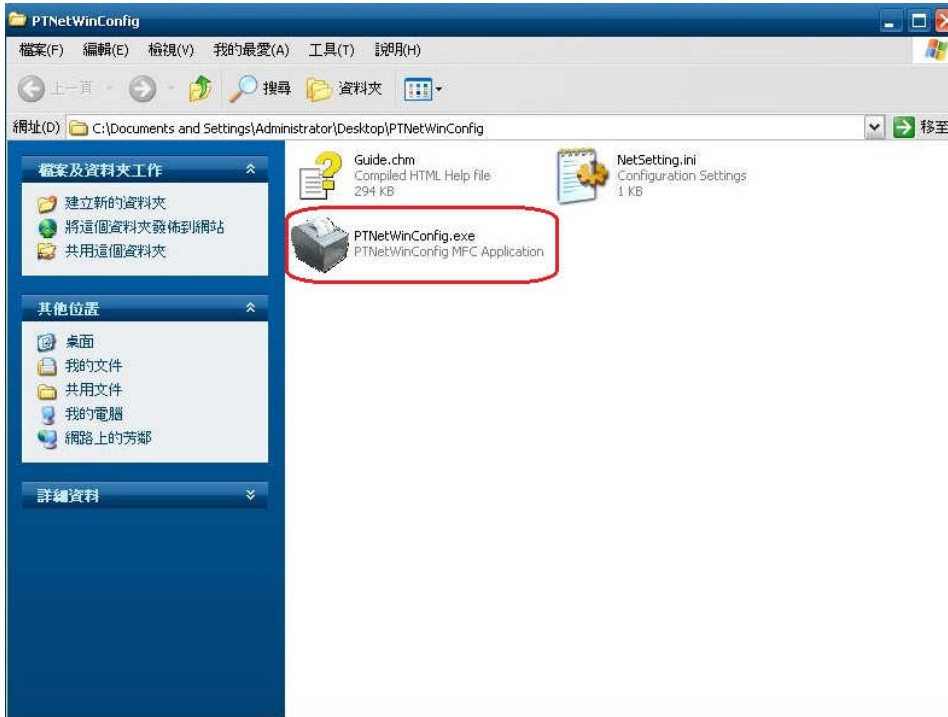 PTNetWinConfig
檔案(F) 編輯(E) 檢視(V) 我的最愛(A) 工具(T) 說明(H)
上一頁 搜尋 資料夾
網址(D) C:\Documents and Settings\Administrator\Desktop\PTNetWinConfig 移至
檔案及資料夾工作
建立新的資料夾
將這個資料夾發佈到網站
共用這個資料夾
其他位置
桌面
我的文件
共用文件
我的電腦
網路上的芳鄰
詳細資料
Guide.chm
Compiled HTML Help file
294 KB
NetSetting.ini
Configuration Settings
1 KB
PTNetWinConfig.exe
PTNetWinConfig MFC Application